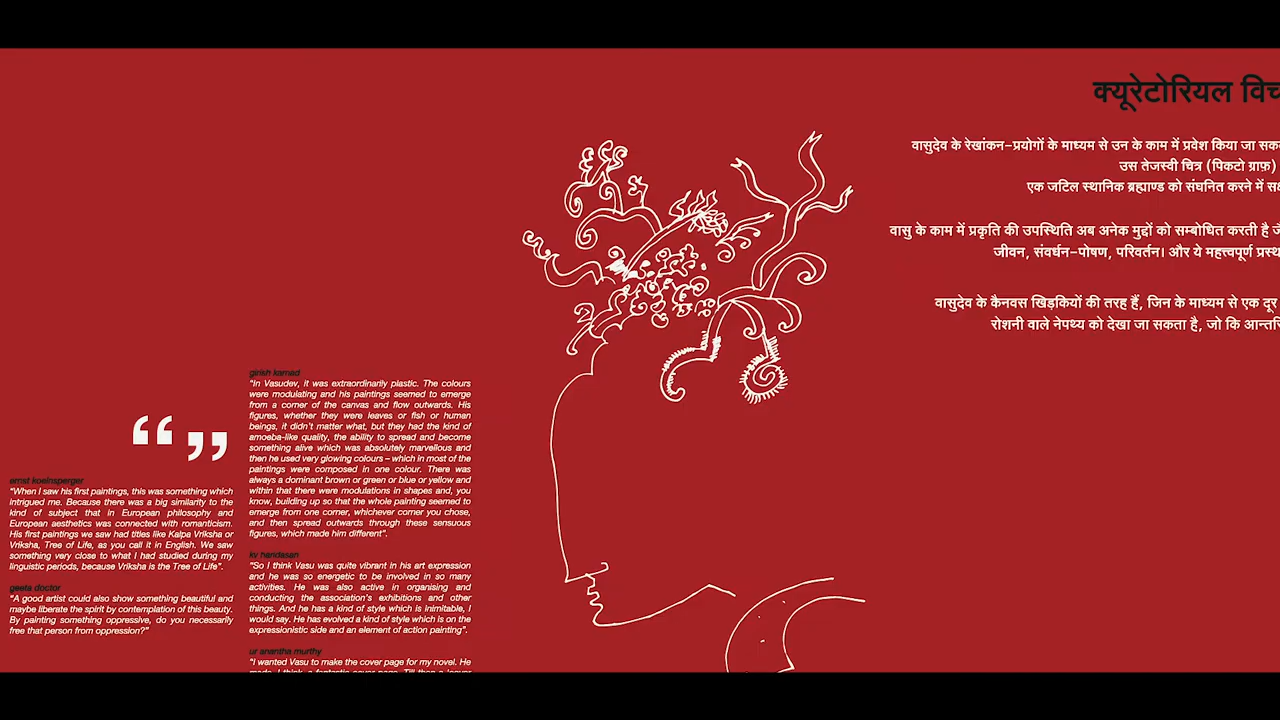 “ ”
ernst koelnsperger
“When I saw his first paintings, this was something which
intrigued me. Because there was a big similarity to the
kind of subject that in European philosophy and
European aesthetics was connected with romanticism.
His first paintings we saw had titles like Kalpa Vriksha or
Vriksha, Tree of Life, as you call it in English. We saw
something very close to what I had studied during my
linguistic periods, because Vriksha is the Tree of Life”.
geeta doctor
“A good artist could also show something beautiful and
maybe liberate the spirit by contemplation of this beauty.
By painting something oppressive, do you necessarily
free that person from oppression?”
girish karnad
“In Vasudev, it was extraordinarily plastic. The colours
were modulating and his paintings seemed to emerge
from a corner of the canvas and flow outwards. His
figures, whether they were leaves or fish or human
beings, it didn’t matter what, but they had the kind of
amoeba-like quality, the ability to spread and become
something alive which was absolutely marvellous and
then he used very glowing colours – which in most of the
paintings were composed in one colour. There was
always a dominant brown or green or blue or yellow and
within that there were modulations in shapes and, you
know, building up so that the whole painting seemed to
emerge from one corner, whichever corner you chose,
and then spread outwards through these sensuous
figures, which made him different”.
kv haridasan
“So I think Vasu was quite vibrant in his art expression
and he was so energetic to be involved in so many
activities. He was also active in organising and
conducting the association’s exhibitions and other
things. And he has a kind of style which is inimitable, I
would say. He has evolved a kind of style which is on the
expressionistic side and an element of action painting”.
ur anantha murthy
“I wanted Vasu to make the cover page for my novel. He
made, I think, a fantastic cover page. Till then a ‘cover
क्यूरेटोरियल विच
वासुदेव के रेखांकन–प्रयोगों के माध्यम से उन के काम में प्रवेश किया जा सक
उस तेजस्वी चित्र (पिकटो ग्राफ़)
एक जटिल स्थानिक ब्रह्माण्ड को संघनित करने में सक्ष
वासु के काम में प्रकृति की उपस्थिति अब अनेक मुद्दों को सम्बोधित करती है जै
जीवन, संवर्धन–पोषण, परिवर्तन। और ये महत्त्वपूर्ण प्रस्थ
वासुदेव के कैनवस खिड़कियों की तरह हैं, जिन के माध्यम से एक दूर
रोशनी वाले नेपथ्य को देखा जा सकता है, जो कि आन्तरि